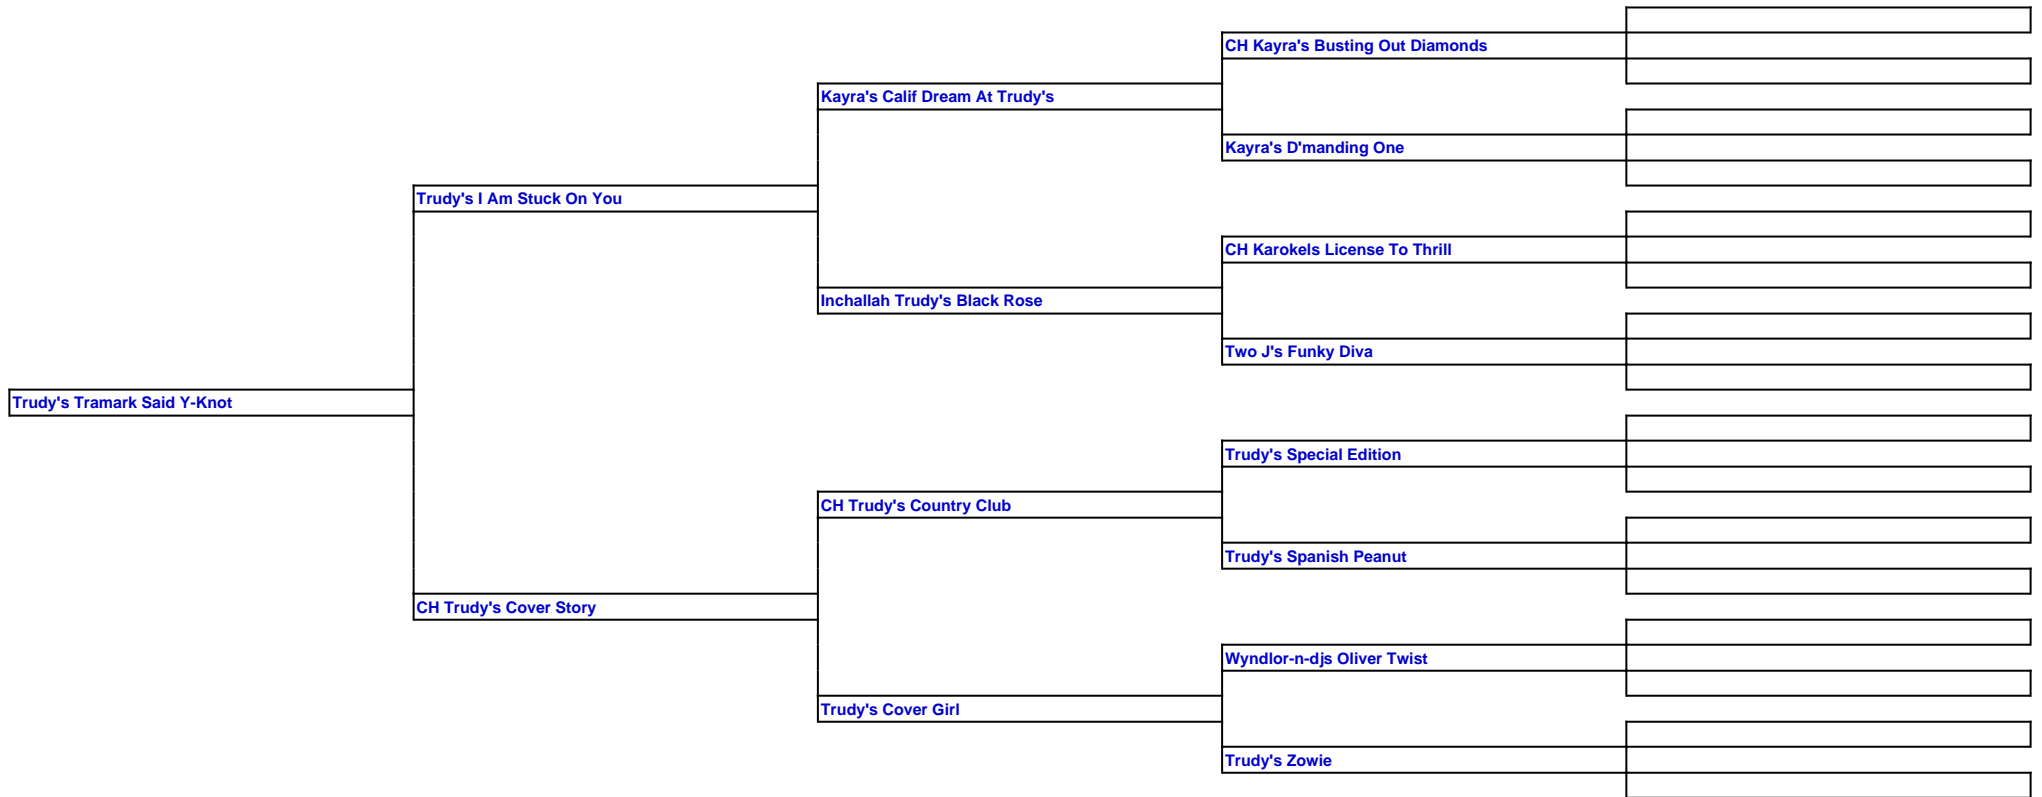 CH Kayra's Busting Out Diamonds
Kayra's Calif Dream At Trudy's
Kayra's D'manding One
Trudy's I Am Stuck On You
CH Karokels License To Thrill
Inchallah Trudy's Black Rose
Two J's Funky Diva
Trudy's Tramark Said Y-Knot
Trudy's Special Edition
CH Trudy's Country Club
Trudy's Spanish Peanut
CH Trudy's Cover Story
Wyndlor-n-djs Oliver Twist
Trudy's Cover Girl
Trudy's Zowie